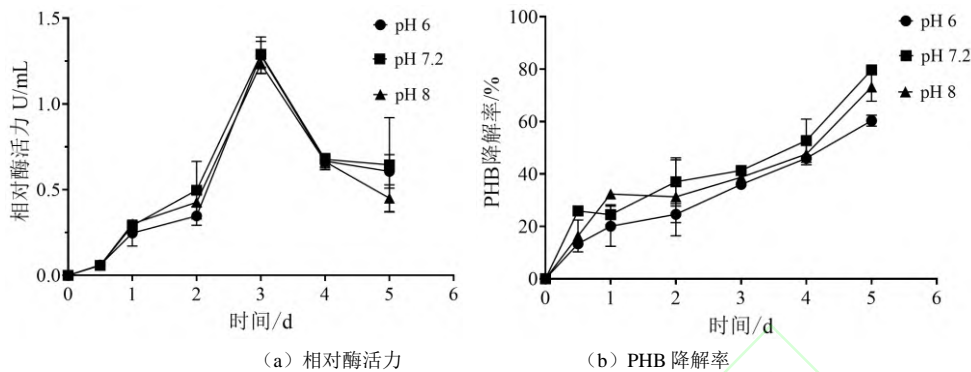 相对酶活力 U/mL
1.5
1.0
0.5
0.0
0 1 2 3 4 5 6
时间/d
pH 6
pH 7.2
pH 8
(a) 相对酶活力
PHB 降解率/%
100
80
60
40
20
0
0 1 2 3 4 5 6
时间/d
pH 6
pH 7.2
pH 8
(b) PHB 降解率